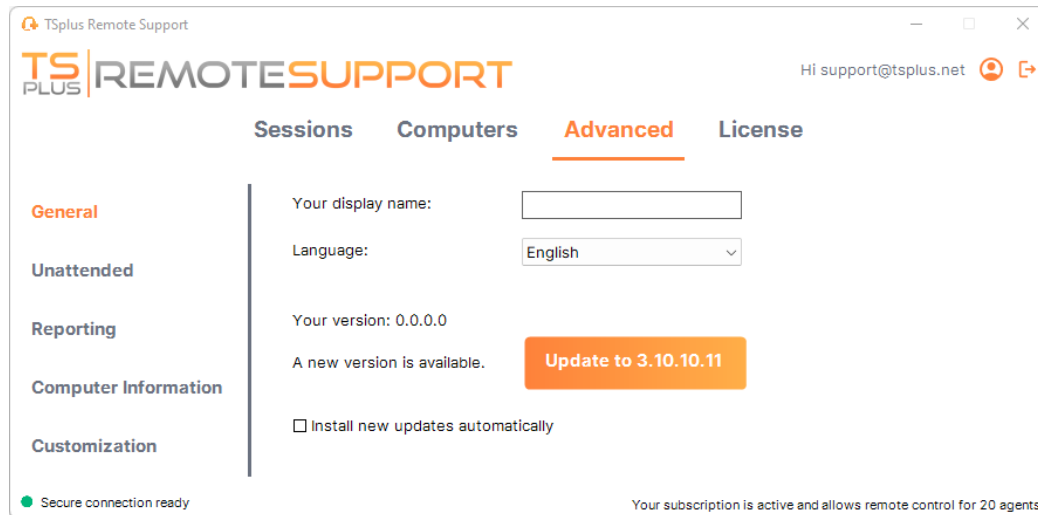 TSplus Remote Support
TS PLUS REMOTESUPPORT
Hi support@tsplus.net
Sessions Computers Advanced License
General
Unattended
Reporting
Computer Information
Customization
Your display name:
Language: English
Your version: 0.0.0.0
A new version is available. Update to 3.10.10.11
Install new updates automatically
Secure connection ready
Your subscription is active and allows remote control for 20 agents